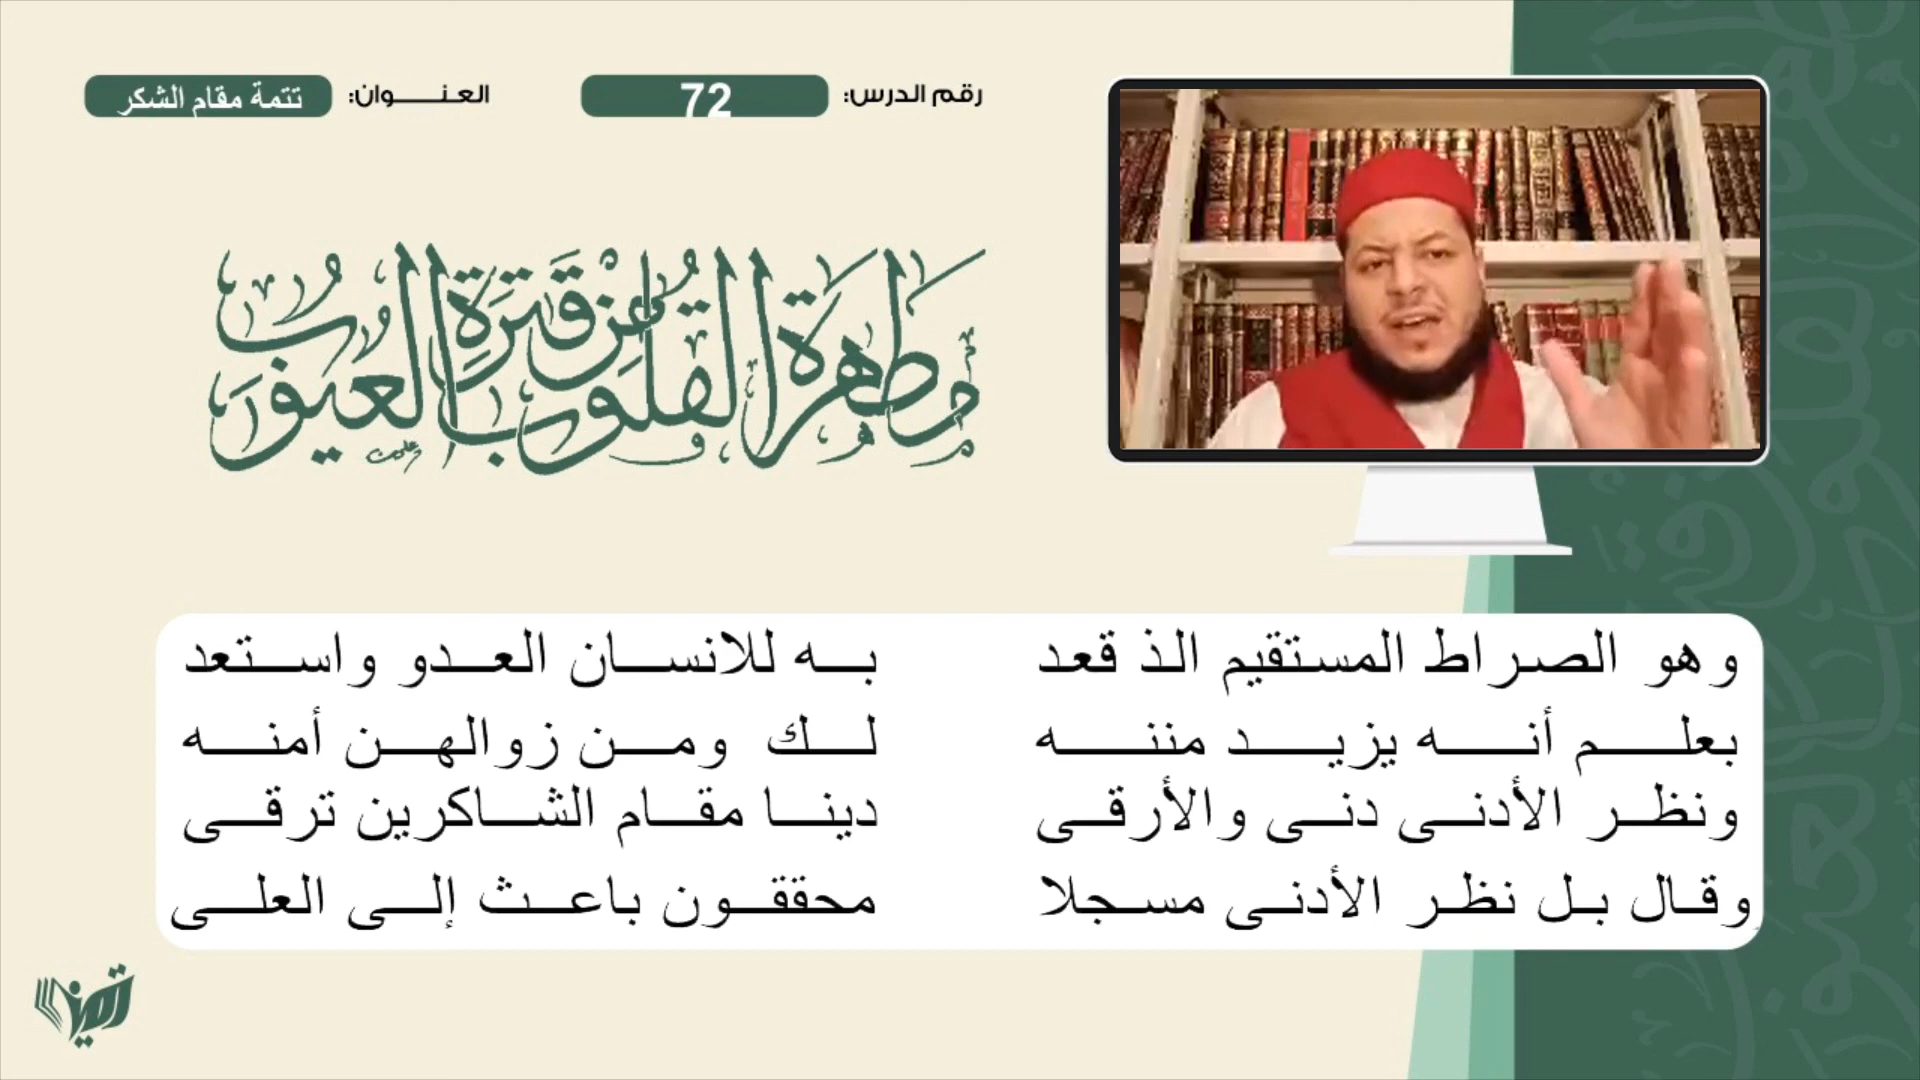 رقم الدرس: 72 العنـــــوان: تتمة مقام الشكر
مطهرة القلوب من قترة العيوب
وهو الصراط المستقيم الذ قعد به للانسان العدو واستعد
بعلم أنه يزيد مننه لك ومن زوالهن أمنه
ونظر الأدنى دنى والأرقى دينا مقام الشاكرين ترقى
وقال بل نظر الأدنى مسجلا محققون باعث إلى العلى
تميز